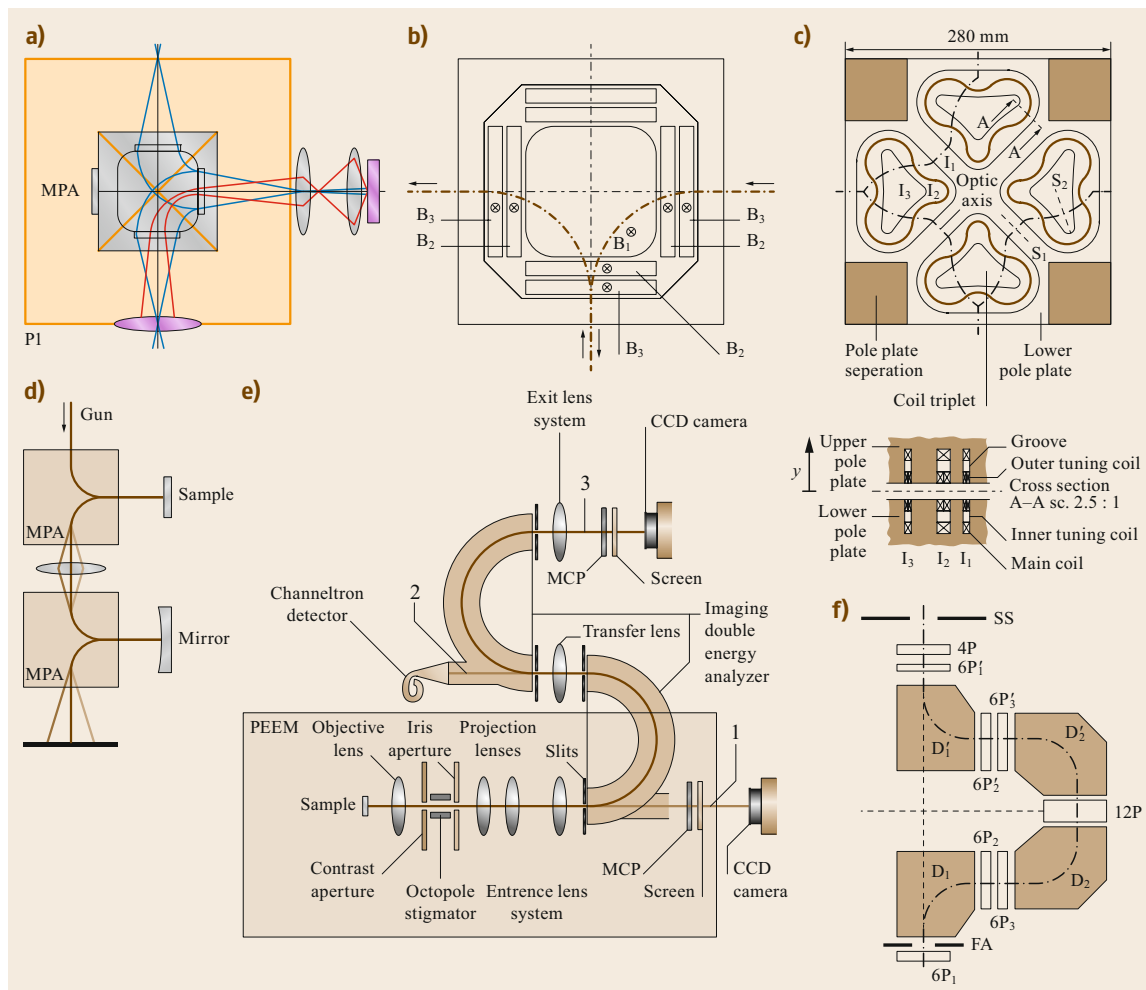 a)
MPA
P1
b)
B3
B2
B1
B3
B2
B3
B2
c)
280 mm
A
A
I1
I3
I2
Optic
axis
S2
S1
Pole plate
seperation
Lower
pole plate
Coil triplet
Upper
pole
plate
y
Lower
pole
plate
Groove
Outer tuning coil
Cross section
A–A sc. 2.5 : 1
Inner tuning coil
Main coil
I3
I2
I1
d)
Gun
Sample
MPA
Mirror
MPA
e)
Exit lens
system
CCD camera
3
MCP
Screen
Channeltron
detector
2
Transfer lens
Imaging
double
energy
analyzer
PEEM
Objective
lens
Iris
aperture
Projection
lenses
Slits
1
Sample
Contrast
aperture
Octopole
stigmator
Entrence lens
system
MCP
Screen
CCD
camera
f)
SS
4P
6P′1
6P′3
D′1
D′2
6P′2
12P
6P2
D1
D2
6P3
FA
6P1